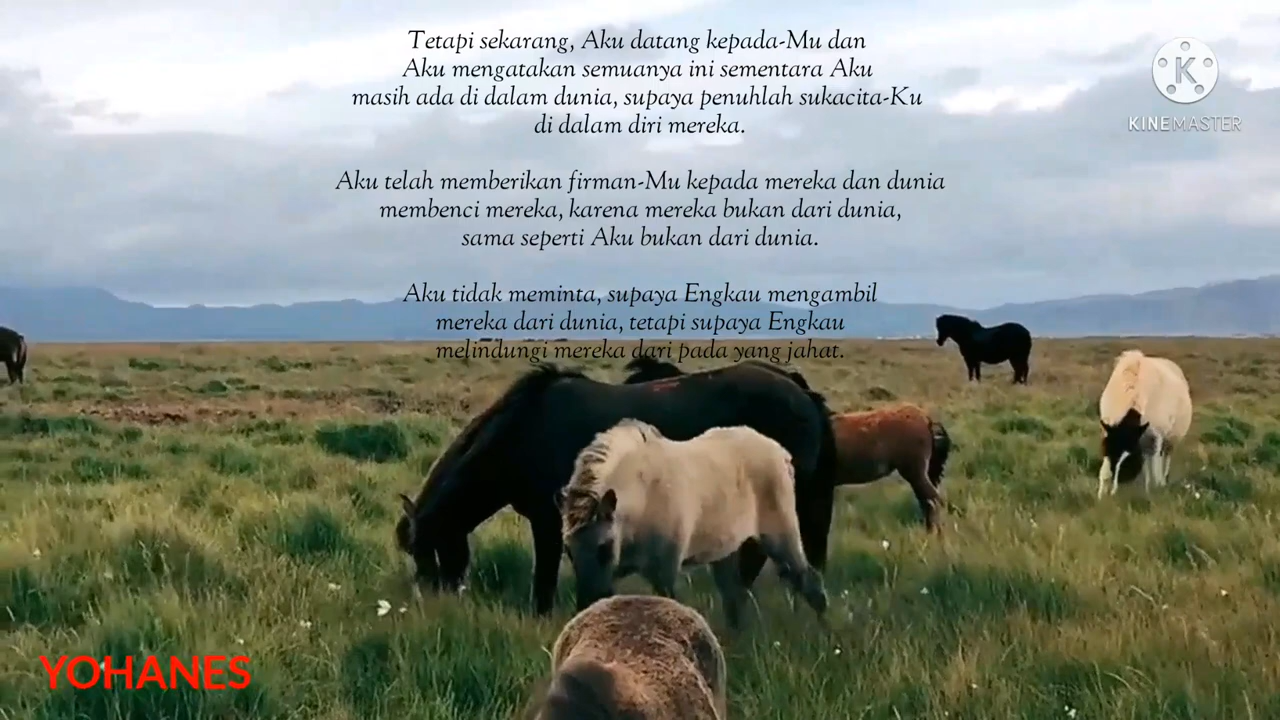 Tetapi sekarang, Aku datang kepada-Mu dan
Aku mengatakan semuanya ini sementara Aku
masih ada di dalam dunia, supaya penuhlah sukacita-Ku
di dalam diri mereka.
Aku telah memberikan firman-Mu kepada mereka dan dunia
membenci mereka, karena mereka bukan dari dunia,
sama seperti Aku bukan dari dunia.
Aku tidak meminta, supaya Engkau mengambil
mereka dari dunia, tetapi supaya Engkau
melindungi mereka dari pada yang jahat.
K
KINEMASTER
YOHANES